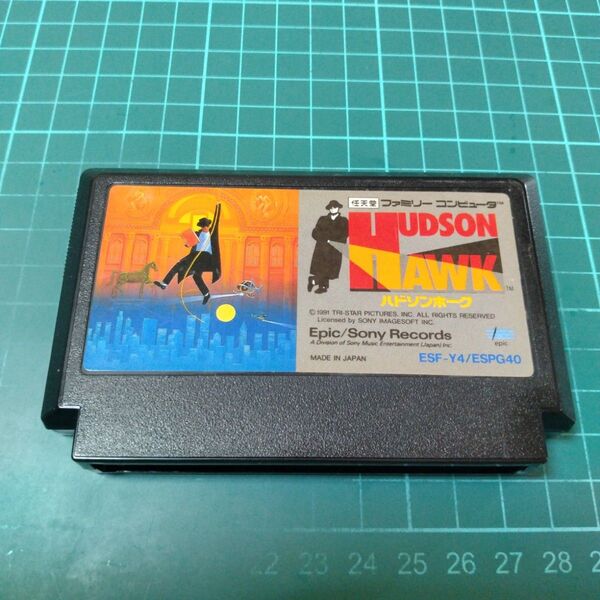 任天堂 ファミリー コンピュータ™
HUDSON
HAWK™
ハドソンホーク
©1991 TRI-STAR PICTURES, INC. ALL RIGHTS RESERVED
Licensed by SONY IMAGESOFT INC.
Epic/Sony Records
A Division of Sony Music Entertainment (Japan) Inc.
epic
MADE IN JAPAN
ESF-Y4/ESPG40
22 23 24 25 26 27 28